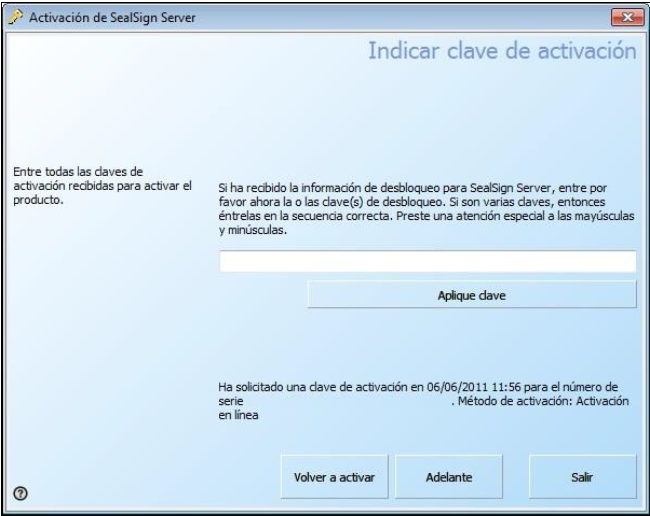 Activación de SealSign Server
Indicar clave de activación
Entre todas las claves de
activación recibidas para activar el
producto.
Si ha recibido la información de desbloqueo para SealSign Server, entre por
favor ahora la o las clave(s) de desbloqueo. Si son varias claves, entonces
éntrelas en la secuencia correcta. Preste una atención especial a las mayúsculas
y minúsculas.
Aplique clave
Ha solicitado una clave de activación en 06/06/2011 11:56 para el número de
serie . Método de activación: Activación
en línea
Volver a activar
Adelante
Salir
?